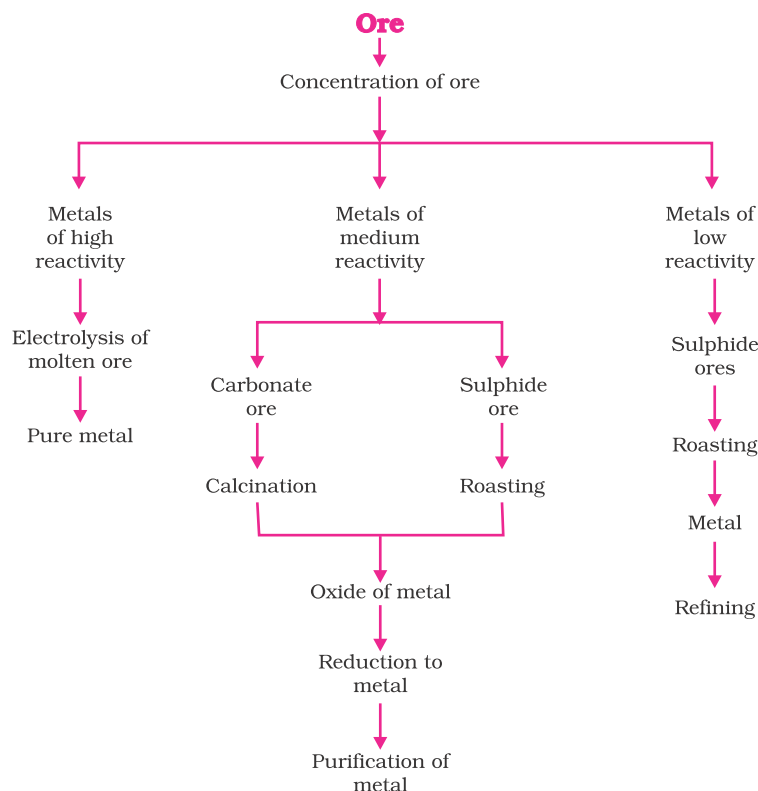 Ore
Concentration of ore
Metals
of high
reactivity
Electrolysis of
molten ore
Pure metal
Metals of
medium
reactivity
Carbonate
ore
Calcination
Sulphide
ore
Roasting
Oxide of metal
Reduction to
metal
Purification of
metal
Metals of
low
reactivity
Sulphide
ores
Roasting
Metal
Refining